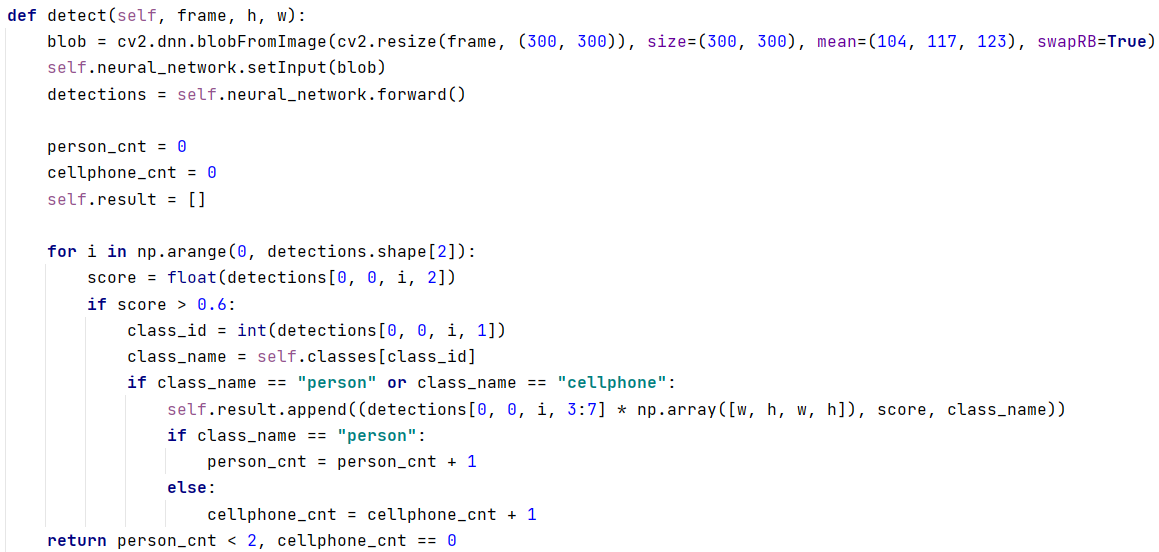 def detect(self, frame, h, w):
    blob = cv2.dnn.blobFromImage(cv2.resize(frame, (300, 300)), size=(300, 300), mean=(104, 117, 123), swapRB=True)
    self.neural_network.setInput(blob)
    detections = self.neural_network.forward()

    person_cnt = 0
    cellphone_cnt = 0
    self.result = []

    for i in np.arange(0, detections.shape[2]):
        score = float(detections[0, 0, i, 2])
        if score > 0.6:
            class_id = int(detections[0, 0, i, 1])
            class_name = self.classes[class_id]
            if class_name == "person" or class_name == "cellphone":
                self.result.append((detections[0, 0, i, 3:7] * np.array([w, h, w, h]), score, class_name))
                if class_name == "person":
                    person_cnt = person_cnt + 1
                else:
                    cellphone_cnt = cellphone_cnt + 1
    return person_cnt < 2, cellphone_cnt == 0